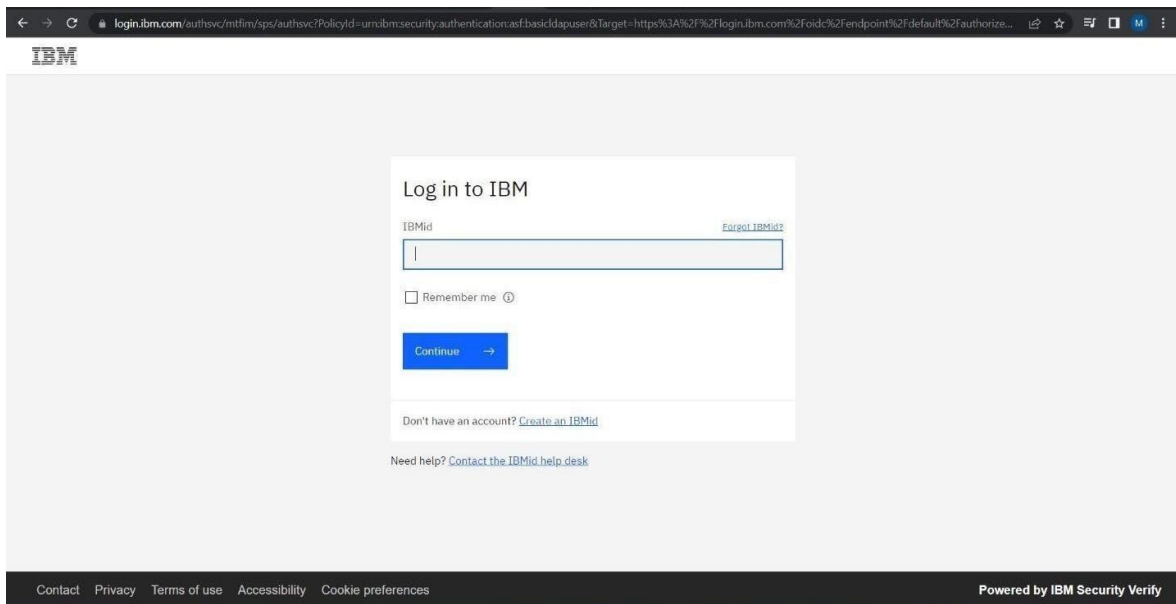 login.ibm.com/authsvc/mtfim/sps/authsvc?PolicyId=urn:ibm:security:authentication:asf:basicldapuser&Target=https%3A%2F%2Flogin.ibm.com%2Foidc%2Fendpoint%2Fdefault%2Fauthorize... M
IBM
Log in to IBM
IBMid Forgot IBMid?
Remember me
Continue →
Don't have an account? Create an IBMid
Need help? Contact the IBMid help desk
Contact Privacy Terms of use Accessibility Cookie preferences Powered by IBM Security Verify